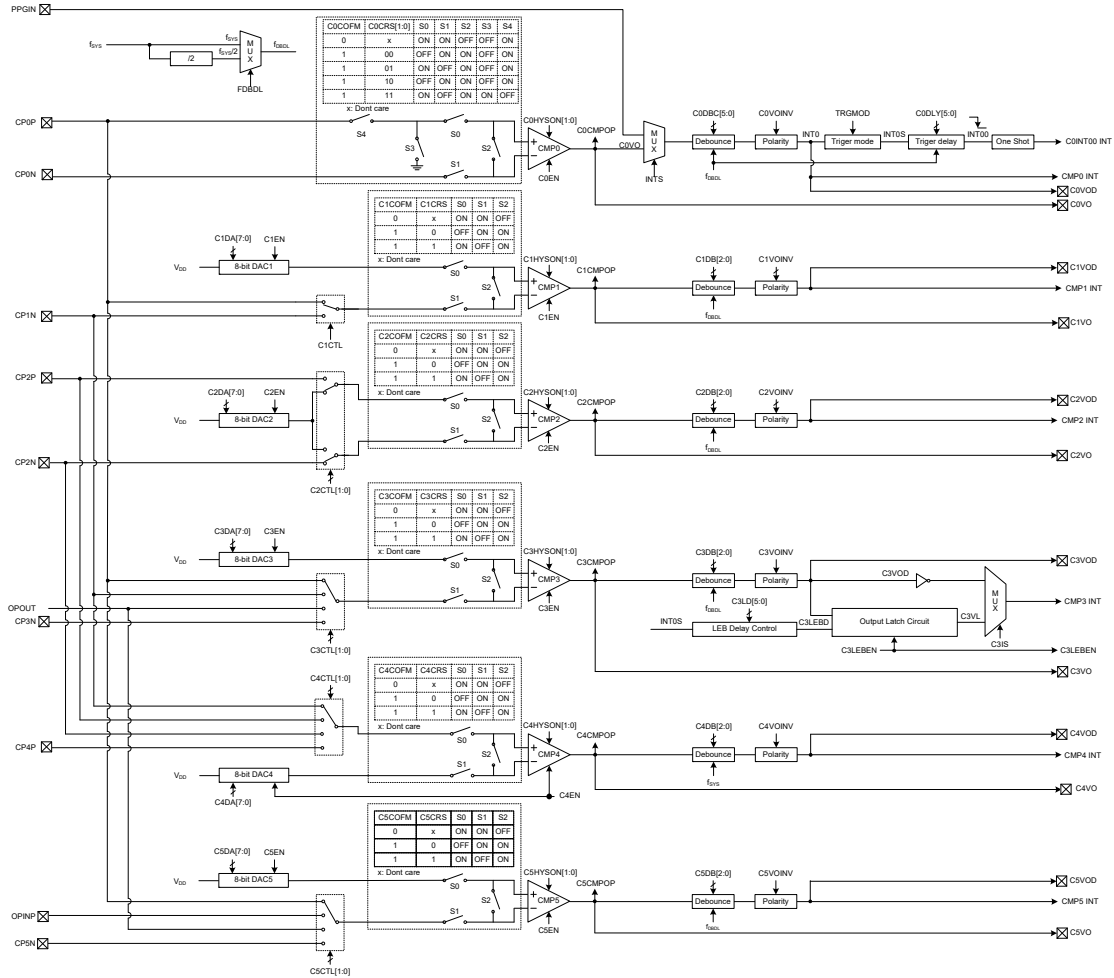 PPGIN
C0COFM C0CRS[1:0] S0 S1 S2 S3 S4
0 x ON ON OFF OFF ON
1 00 OFF ON ON OFF ON
1 01 ON OFF ON OFF ON
1 10 OFF ON ON ON OFF
1 11 ON OFF ON ON OFF
x: Dont care
fSYS
/2
fSYS
fSYS/2
MUX
fDBDL
FDBDL
CP0P
CP0N
S4
S3
S0
S1
S2
C0HYSON[1:0]
CMP0
C0EN
C0CMPOP
C0VO
MUX
INTS
C0DBC[5:0]
Debounce
fDBDL
C0VOINV
Polarity
INT0
TRGMOD
Triger mode
INT0S
C0DLY[5:0]
Triger delay
INT00
One Shot
C0INT00 INT
CMP0 INT
C0VOD
C0VO
C1COFM C1CRS S0 S1 S2
0 x ON ON OFF
1 0 OFF ON ON
1 1 ON ON ON
x: Dont care
C1DA[7:0]
C1EN
VDD
8-bit DAC1
CP1N
C1CTL
S0
S1
S2
C1HYSON[1:0]
CMP1
C1EN
C1CMPOP
C1DB[2:0]
Debounce
fDBDL
C1VOINV
Polarity
C1VOD
CMP1 INT
C1VO
C2COFM C2CRS S0 S1 S2
0 x ON ON OFF
1 0 OFF ON ON
1 1 ON ON ON
x: Dont care
CP2P
C2DA[7:0]
C2EN
VDD
8-bit DAC2
CP2N
C2CTL[1:0]
S0
S1
S2
C2HYSON[1:0]
CMP2
C2EN
C2CMPOP
C2DB[2:0]
Debounce
fDBDL
C2VOINV
Polarity
C2VOD
CMP2 INT
C2VO
C3COFM C3CRS S0 S1 S2
0 x ON ON OFF
1 0 OFF ON ON
1 1 ON OFF ON
x: Dont care
C3DA[7:0]
C3EN
VDD
8-bit DAC3
OPOUT
CP3N
C3CTL[1:0]
S0
S1
S2
C3HYSON[1:0]
CMP3
C3EN
C3CMPOP
C3DB[2:0]
Debounce
fDBDL
C3VOINV
Polarity
C3VOD
C3VOD
MUX
CMP3 INT
INT0S
C3LD[5:0]
LEB Delay Control
C3LEBD
Output Latch Circuit
C3VL
C3IS
C3LEBEN
C3LEBEN
C3VO
C4COFM C4CRS S0 S1 S2
0 x ON ON OFF
1 0 OFF ON ON
1 1 ON OFF ON
x: Dont care
C4CTL[1:0]
CP4P
VDD
8-bit DAC4
C4DA[7:0]
S0
S1
S2
C4HYSON[1:0]
CMP4
C4EN
C4CMPOP
C4DB[2:0]
Debounce
fSYS
C4VOINV
Polarity
C4VOD
CMP4 INT
C4VO
C5COFM C5CRS S0 S1 S2
0 x ON ON OFF
1 0 OFF ON ON
1 1 ON OFF ON
x: Dont care
C5DA[7:0]
C5EN
VDD
8-bit DAC5
OPINP
CP5N
C5CTL[1:0]
S0
S1
S2
C5HYSON[1:0]
CMP5
C5EN
C5CMPOP
C5DB[2:0]
Debounce
fDBDL
C5VOINV
Polarity
C5VOD
CMP5 INT
C5VO